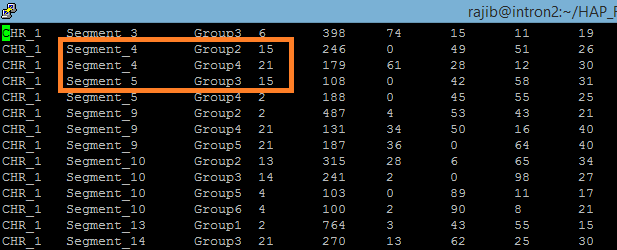 rajib@intron2:~/HAP_F
CHR_1 Segment_3 Group3 6 398 74 15 11 19
CHR_1 Segment_4 Group2 15 246 0 49 51 26
CHR_1 Segment_4 Group4 21 179 61 28 12 30
CHR_1 Segment_5 Group3 15 108 0 42 58 31
CHR_1 Segment_5 Group4 2 188 0 45 55 25
CHR_1 Segment_9 Group2 2 487 4 53 43 21
CHR_1 Segment_9 Group4 21 131 34 50 16 40
CHR_1 Segment_9 Group5 21 187 36 0 64 40
CHR_1 Segment_10 Group2 13 315 28 6 65 34
CHR_1 Segment_10 Group3 14 241 2 0 98 27
CHR_1 Segment_10 Group5 4 103 0 89 11 17
CHR_1 Segment_10 Group6 4 100 2 90 8 21
CHR_1 Segment_13 Group1 2 764 3 43 55 15
CHR_1 Segment_14 Group3 21 270 13 62 25 30